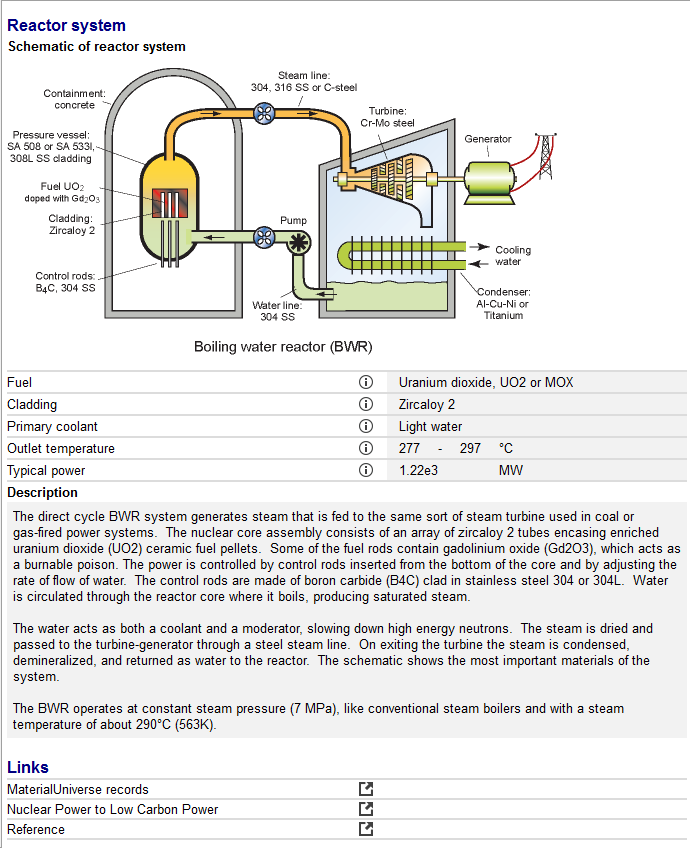 Reactor system
Schematic of reactor system
Steam line:
304, 316 SS or C-steel
Containment:
concrete
Turbine:
Cr-Mo steel
Pressure vessel:
SA 508 or SA 533I,
308L SS cladding
Generator
Fuel UO2
doped with Gd2O3
Cladding:
Zircaloy 2
Pump
Cooling
water
Control rods:
B4C, 304 SS
Water line:
304 SS
Condenser:
Al-Cu-Ni or
Titanium
Boiling water reactor (BWR)
Fuel Uranium dioxide, UO2 or MOX
Cladding Zircaloy 2
Primary coolant Light water
Outlet temperature 277 - 297 °C
Typical power 1.22e3 MW
Description
The direct cycle BWR system generates steam that is fed to the same sort of steam turbine used in coal or
gas-fired power systems. The nuclear core assembly consists of an array of zircaloy 2 tubes encasing enriched
uranium dioxide (UO2) ceramic fuel pellets. Some of the fuel rods contain gadolinium oxide (Gd2O3), which acts as
a burnable poison. The power is controlled by control rods inserted from the bottom of the core and by adjusting the
rate of flow of water. The control rods are made of boron carbide (B4C) clad in stainless steel 304 or 304L. Water
is circulated through the reactor core where it boils, producing saturated steam.
The water acts as both a coolant and a moderator, slowing down high energy neutrons. The steam is dried and
passed to the turbine-generator through a steel steam line. On exiting the turbine the steam is condensed,
demineralized, and returned as water to the reactor. The schematic shows the most important materials of the
system.
The BWR operates at constant steam pressure (7 MPa), like conventional steam boilers and with a steam
temperature of about 290°C (563K).
Links
MaterialUniverse records
Nuclear Power to Low Carbon Power
Reference